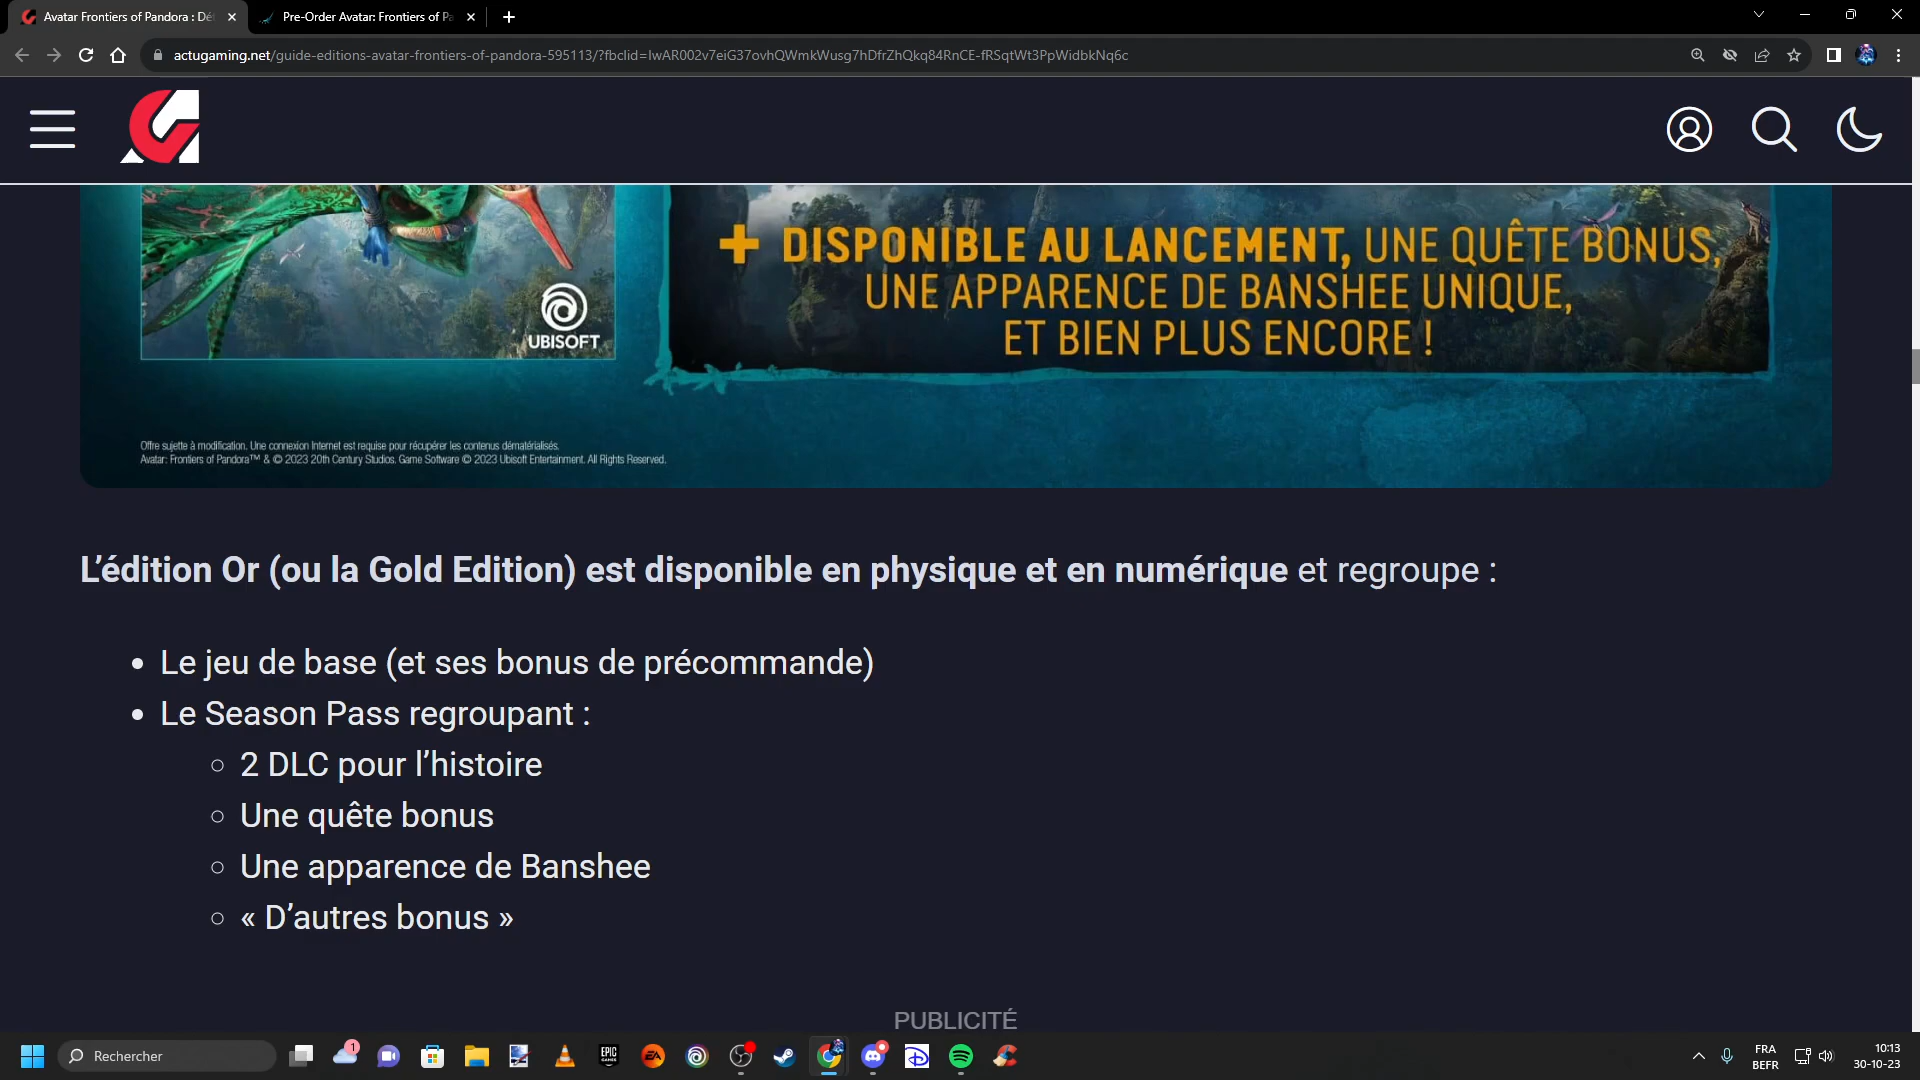 Avatar Frontiers of Pandora : Dé
Pre-Order Avatar: Frontiers of Pa
actugaming.net/guide-editions-avatar-frontiers-of-pandora-595113/?fbclid=IwAR002v7eiG37ovhQWmkWusg7hDfrZhQkq84RnCE-fRSqtWt3PpWidbkNq6c
+ DISPONIBLE AU LANCEMENT, UNE QUÊTE BONUS,
UNE APPARENCE DE BANSHEE UNIQUE,
ET BIEN PLUS ENCORE !
UBISOFT
Offre sujette à modification. Une connexion Internet est requise pour récupérer les contenus dématérialisés.
Avatar: Frontiers of Pandora™ & © 2023 20th Century Studios. Game Software © 2023 Ubisoft Entertainment. All Rights Reserved.
L’édition Or (ou la Gold Edition) est disponible en physique et en numérique et regroupe :
• Le jeu de base (et ses bonus de précommande)
• Le Season Pass regroupant :
○ 2 DLC pour l’histoire
○ Une quête bonus
○ Une apparence de Banshee
○ « D’autres bonus »
PUBLICITÉ
Rechercher
1
EPIC
GAMES
EA
FRA
BEFR
10:13
30-10-23